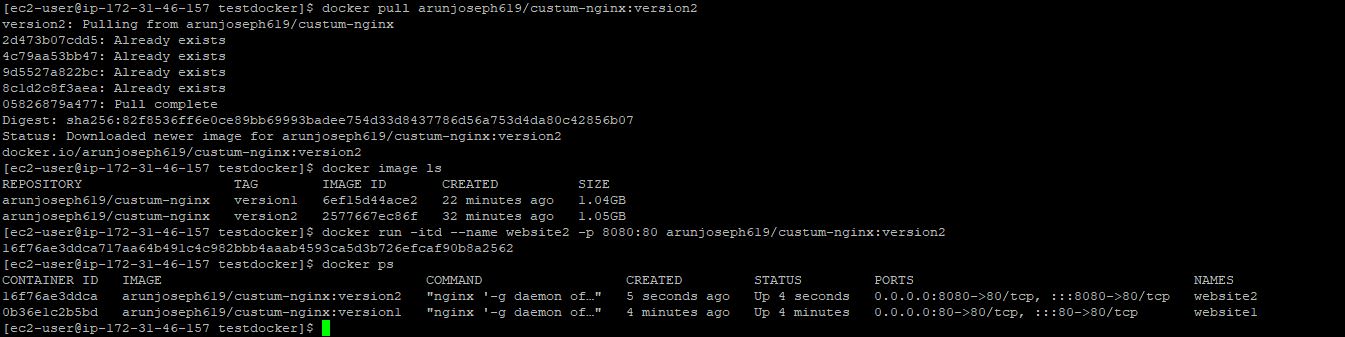 [ec2-user@ip-172-31-46-157 testdocker]$ docker pull arunjoseph619/custum-nginx:version2
version2: Pulling from arunjoseph619/custum-nginx
2d473b07cdd5: Already exists
4c79aa53bb47: Already exists
9d5527a822bc: Already exists
8c1d2c8f3aea: Already exists
05826879a477: Pull complete
Digest: sha256:82f8536ff6e0ce89bb69993badee754d33d8437786d56a753d4da80c42856b07
Status: Downloaded newer image for arunjoseph619/custum-nginx:version2
docker.io/arunjoseph619/custum-nginx:version2
[ec2-user@ip-172-31-46-157 testdocker]$ docker image ls
REPOSITORY TAG IMAGE ID CREATED SIZE
arunjoseph619/custum-nginx version1 6ef15d44ace2 22 minutes ago 1.04GB
arunjoseph619/custum-nginx version2 2577667ec86f 32 minutes ago 1.05GB
[ec2-user@ip-172-31-46-157 testdocker]$ docker run -itd --name website2 -p 8080:80 arunjoseph619/custum-nginx:version2
16f76ae3ddca717aa64b491c4c982bbb4aaab4593ca5d3b726efcaf90b8a2562
[ec2-user@ip-172-31-46-157 testdocker]$ docker ps
CONTAINER ID IMAGE COMMAND CREATED STATUS PORTS NAMES
16f76ae3ddca arunjoseph619/custum-nginx:version2 "nginx '-g daemon of…" 5 seconds ago Up 4 seconds 0.0.0.0:8080->80/tcp, :::8080->80/tcp website2
0b36e1c2b5bd arunjoseph619/custum-nginx:version1 "nginx '-g daemon of…" 4 minutes ago Up 4 minutes 0.0.0.0:80->80/tcp, :::80->80/tcp website1
[ec2-user@ip-172-31-46-157 testdocker]$